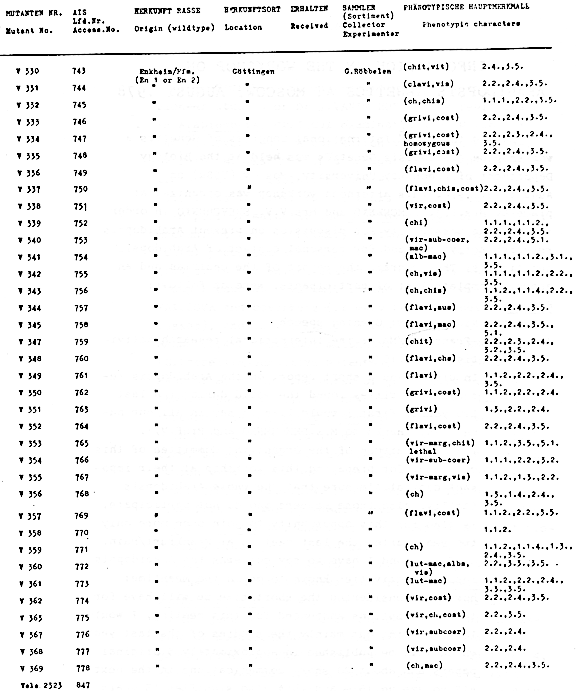 MUTANTEN NR. AIS HERKUNFT RASSE HERKUNFTSORT ERHALTEN SAMMLER PHÄNOTYPISCHE HAUPTMERKMALL
Lfd.Nr. (Sortiment)
Mutant No. Access.No. Origin (wildtype) Location Received Collector Phenotypic characters
Experimenter
V 330 743 Enkheim/Ffm. Göttingen G.Röbbelen (chit,vit) 2.4.,3.5.
(En 1 or En 2)
V 331 744 " " " (clavi,vis) 2.2.,2.4.,3.5.
V 332 745 " " " (ch,chis) 1.1.1.,2.2.,3.5.
V 333 746 " " " (grivi,cost) 2.2.,2.4.,3.5.
V 334 747 " " " (grivi,cost) 2.2.,2.3.,2.4.,
homozygous 3.5.
V 335 748 " " " (grivi,cost) 2.2.,2.4.,3.5.
V 336 749 " " " (flavi,cost) 2.2.,2.4.,3.5.
V 337 750 " " " (flavi,chis,cost) 2.2.,2.4.,3.5.
V 338 751 " " " (vir,cost) 2.2.,2.4.,3.5.
V 339 752 " " " (chi) 1.1.1.,1.1.2.,
2.2.,2.4.,3.5.
V 340 753 " " " (vir-sub-coer, 2.2.,2.4.,5.1.
mac)
V 341 754 " " " (alb-mac) 1.1.1.,1.1.2.,3.1.,
3.5.
V 342 755 " " " (ch,vis) 1.1.1.,1.1.2.,2.2.,
3.5.
V 343 756 " " " (ch,chis) 1.1.2.,1.1.4.,2.2.,
3.5.
V 344 757 " " " (flavi,aus) 2.2.,2.4.,3.5.
V 345 758 " " " (flavi,mac) 2.2.,2.4.,3.5.,
5.1.
V 347 759 " " " (chit) 2.2.,2.3.,2.4.,
3.2.,3.5.
V 348 760 " " " (flavi,che) 2.2.,2.4.,3.5.
V 349 761 " " " (flavi) 1.1.2.,2.2.,2.4.,
3.5.
V 350 762 " " " (grivi,cost) 1.1.2.,2.2.,2.4.
V 351 763 " " " (grivi) 1.3.,2.2.,2.4.
V 352 764 " " " (flavi,cost) 2.2.,2.4.,3.5.
V 353 765 " " " (vir-marg,chit) 1.1.2.,3.5.,5.1.
lethal
V 354 766 " " " (vir-sub-coer) 1.1.1.,2.2.,3.2.
V 355 767 " " " (vir-marg,vis) 1.1.2.,1.3.,2.2.
V 356 768 " " " (ch) 1.3.,1.4.,2.4.,
3.5.
V 357 769 " " " (flavi,cost) 1.1.2.,2.2.,3.5.
V 358 770 " " " 1.1.2.
V 359 771 " " " (ch) 1.1.2.,1.1.4.,1.3.,
2.4.,3.5.
V 360 772 " " " (lut-mac,alba, 2.2.,3.3.,3.5.
vis)
V 361 773 " " " (lut-mac) 1.1.2.,2.2.,2.4.,
3.3.,3.5.
V 362 774 " " " (vir,cost) 2.2.,2.4.,3.5.
V 365 775 " " " (vir,ch,cost) 2.2.,3.5.
V 367 776 " " " (vir,subcoer) 2.2.,2.4.
V 368 777 " " " (vir,subcoer) 2.2.,2.4.
V 369 778 " " " (ch,mac) 2.2.,2.4.,3.5.
Vels 2323 847